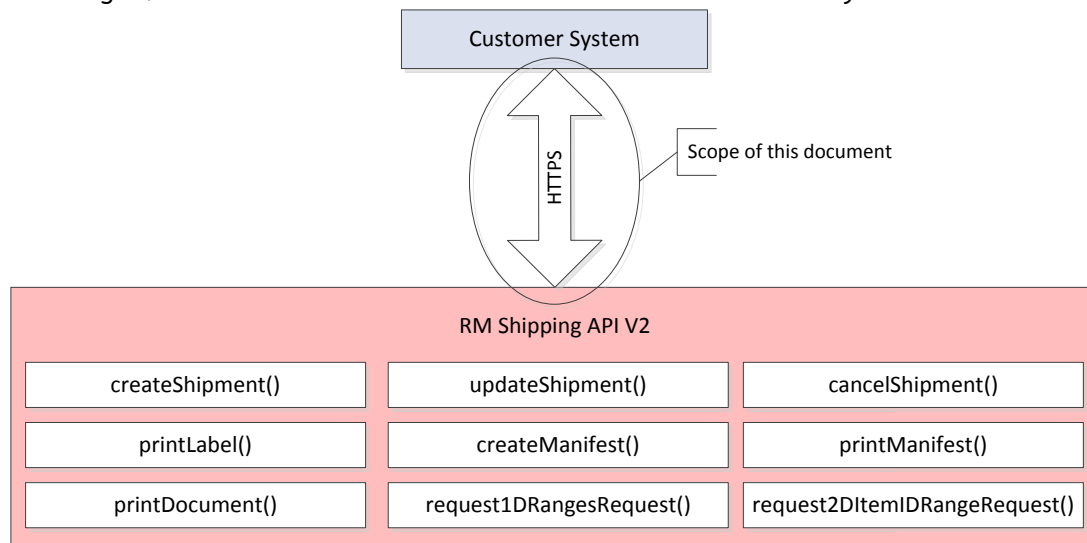 Customer System
HTTPS
Scope of this document
RM Shipping API V2
createShipment() updateShipment() cancelShipment()
printLabel() createManifest() printManifest()
printDocument() request1DRangesRequest() request2DItemIDRangeRequest()